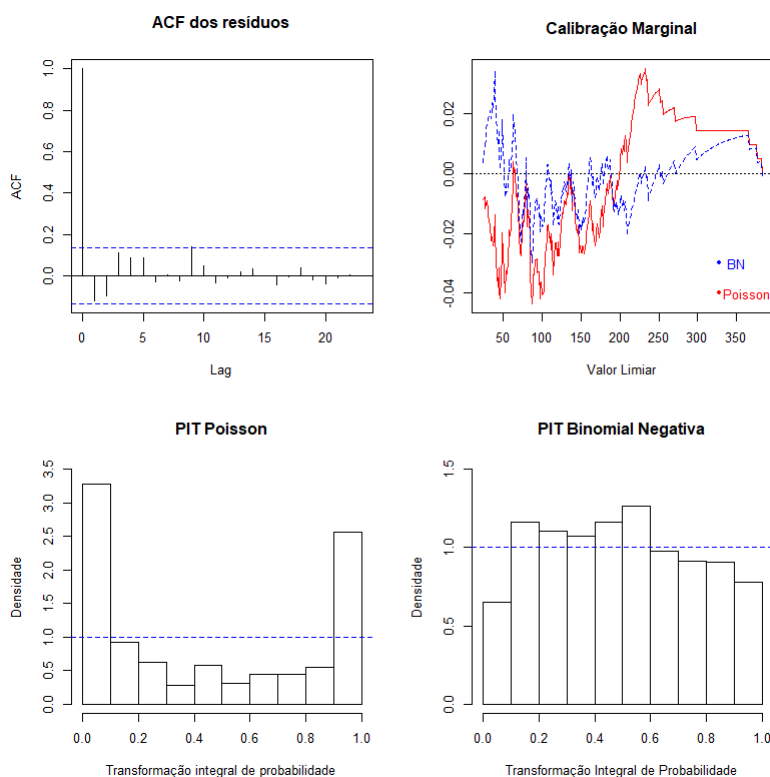 ACF dos resíduos
ACF
0.0 0.2 0.4 0.6 0.8 1.0
0 5 10 15 20
Lag
Calibração Marginal
-0.04 -0.02 0.00 0.02
BN
Poisson
50 100 150 200 250 300 350
Valor Limiar
PIT Poisson
Densidade
0.0 0.5 1.0 1.5 2.0 2.5 3.0 3.5
0.0 0.2 0.4 0.6 0.8 1.0
Transformação integral de probabilidade
PIT Binomial Negativa
Densidade
0.0 0.5 1.0 1.5
0.0 0.2 0.4 0.6 0.8 1.0
Transformação Integral de Probabilidade